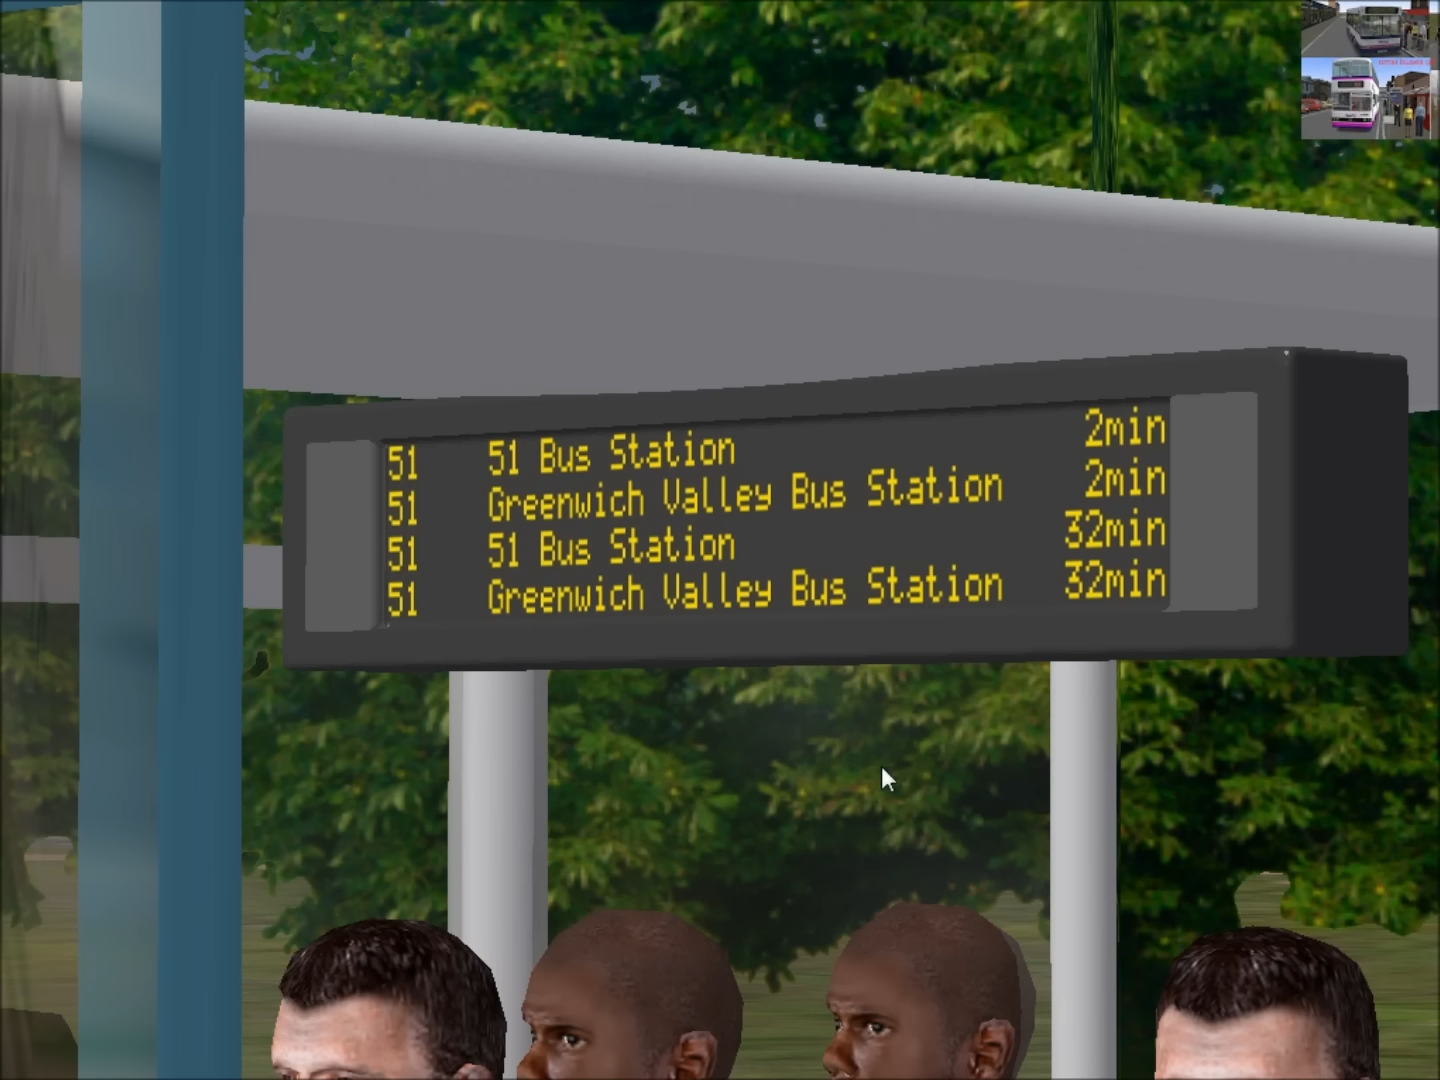 51 51 Bus Station 2min
51 Greenwich Valley Bus Station 2min
51 51 Bus Station 32min
51 Greenwich Valley Bus Station 32min